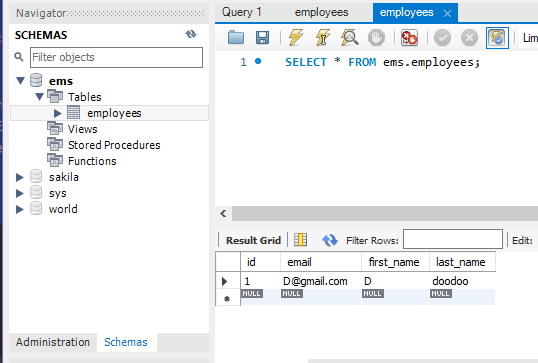 Navigator
SCHEMAS
Filter objects
ems
Tables
employees
Views
Stored Procedures
Functions
sakila
sys
world
Administration Schemas
Query 1 employees employees
Lim
1 SELECT * FROM ems.employees;
Result Grid Filter Rows: Edit:
id email first_name last_name
1 D@gmail.com D doodoo
NULL NULL NULL NULL